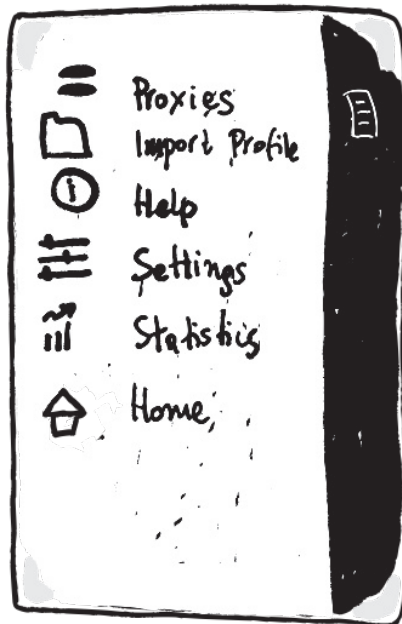 Proxies
Import Profile
Help
Settings
Statistics
Home